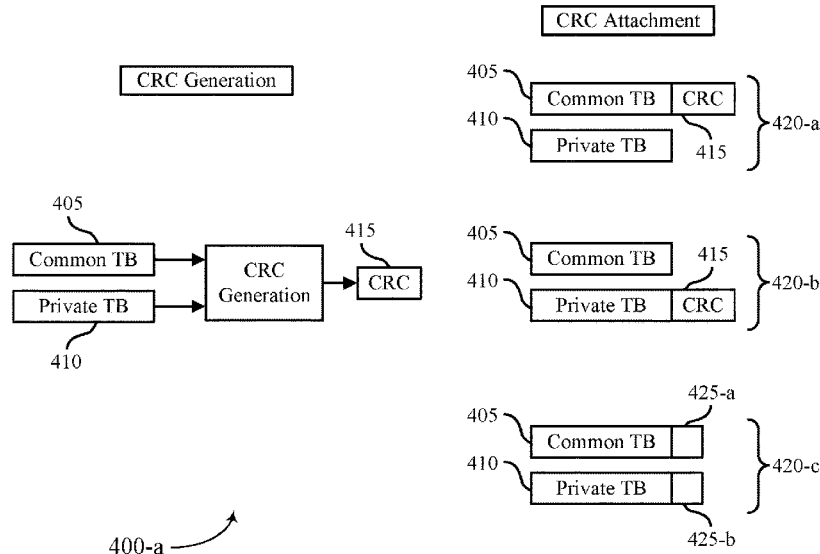 CRC Attachment
CRC Generation
405
Common TB
CRC
410
Private TB
415
420-a
405
Common TB
410
Private TB
CRC
Generation
415
CRC
405
Common TB
415
410
Private TB
CRC
420-b
425-a
405
Common TB
410
Private TB
425-b
420-c
400-a